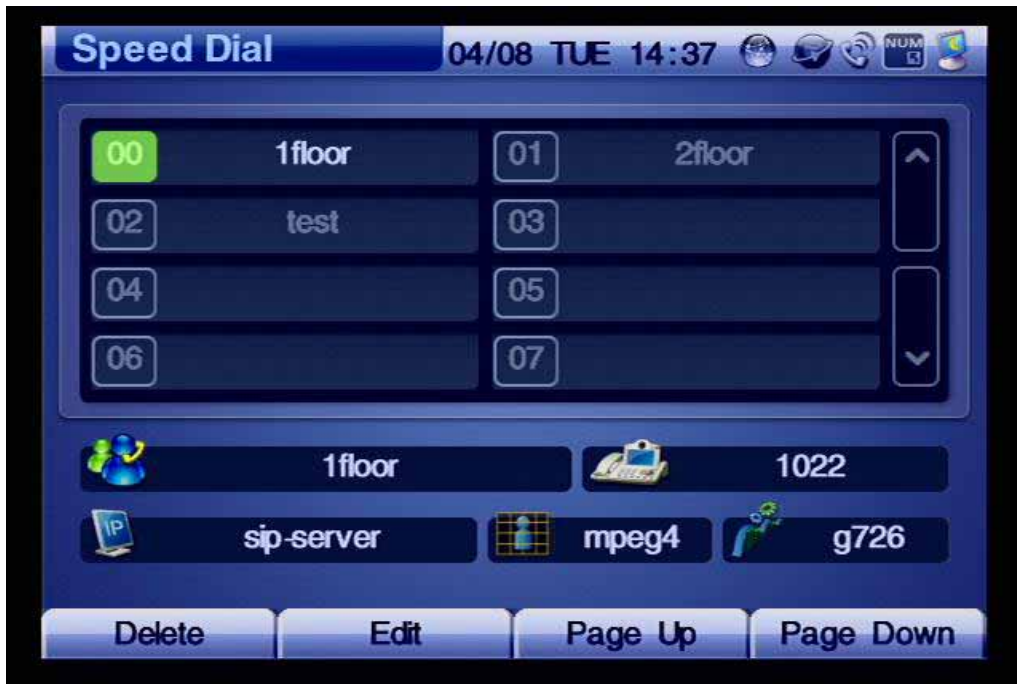 Speed Dial 04/08 TUE 14:37 NUM
00 1floor 01 2floor
02 test 03
04 05
06 07
1floor 1022
IP sip-server mpeg4 g726
Delete Edit Page Up Page Down